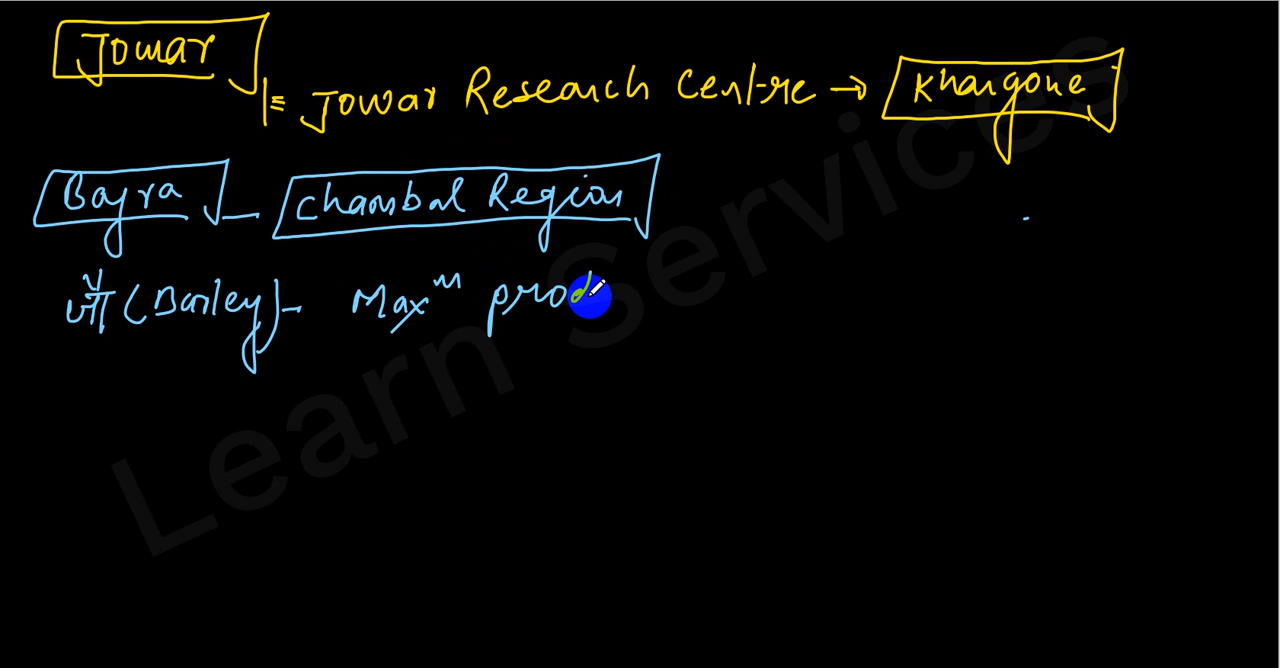 Jowar
= Jowar Research Centre → Khargone
Bajra - Chambal Region
जौ (Barley) - Maxᵐ prod
Learn Services